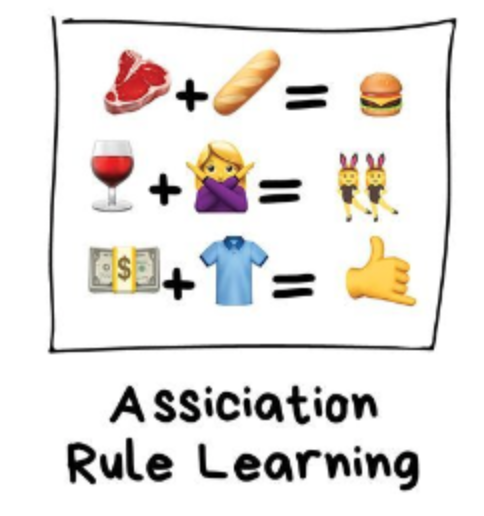 + =
+ =
$ + =
Assiciation
Rule Learning